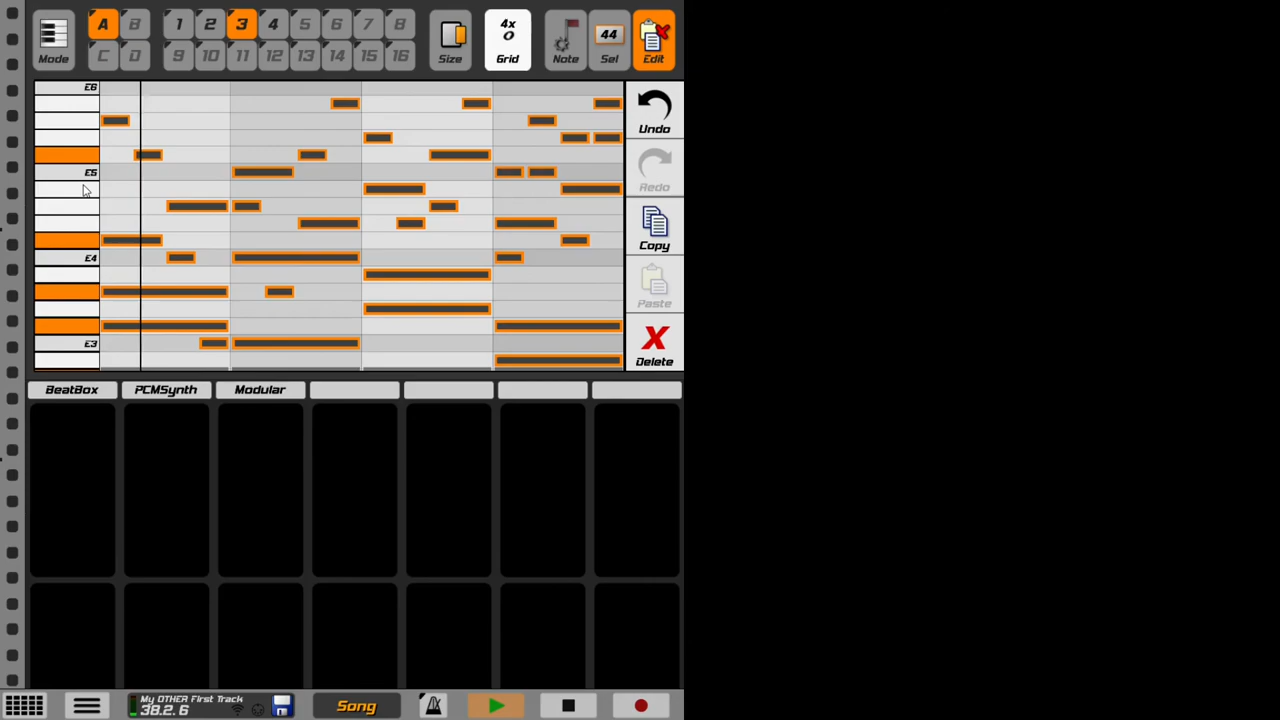 A B 1 2 3 4 5 6 7 8 4x 44
Mode C D 9 10 11 12 13 14 15 16 Size Grid Note Sel Edit
E6
Undo
E5
Redo
Copy
E4
Paste
E3
Delete
BeatBox PCMSynth Modular
My OTHER First Track
38.2.6
Song